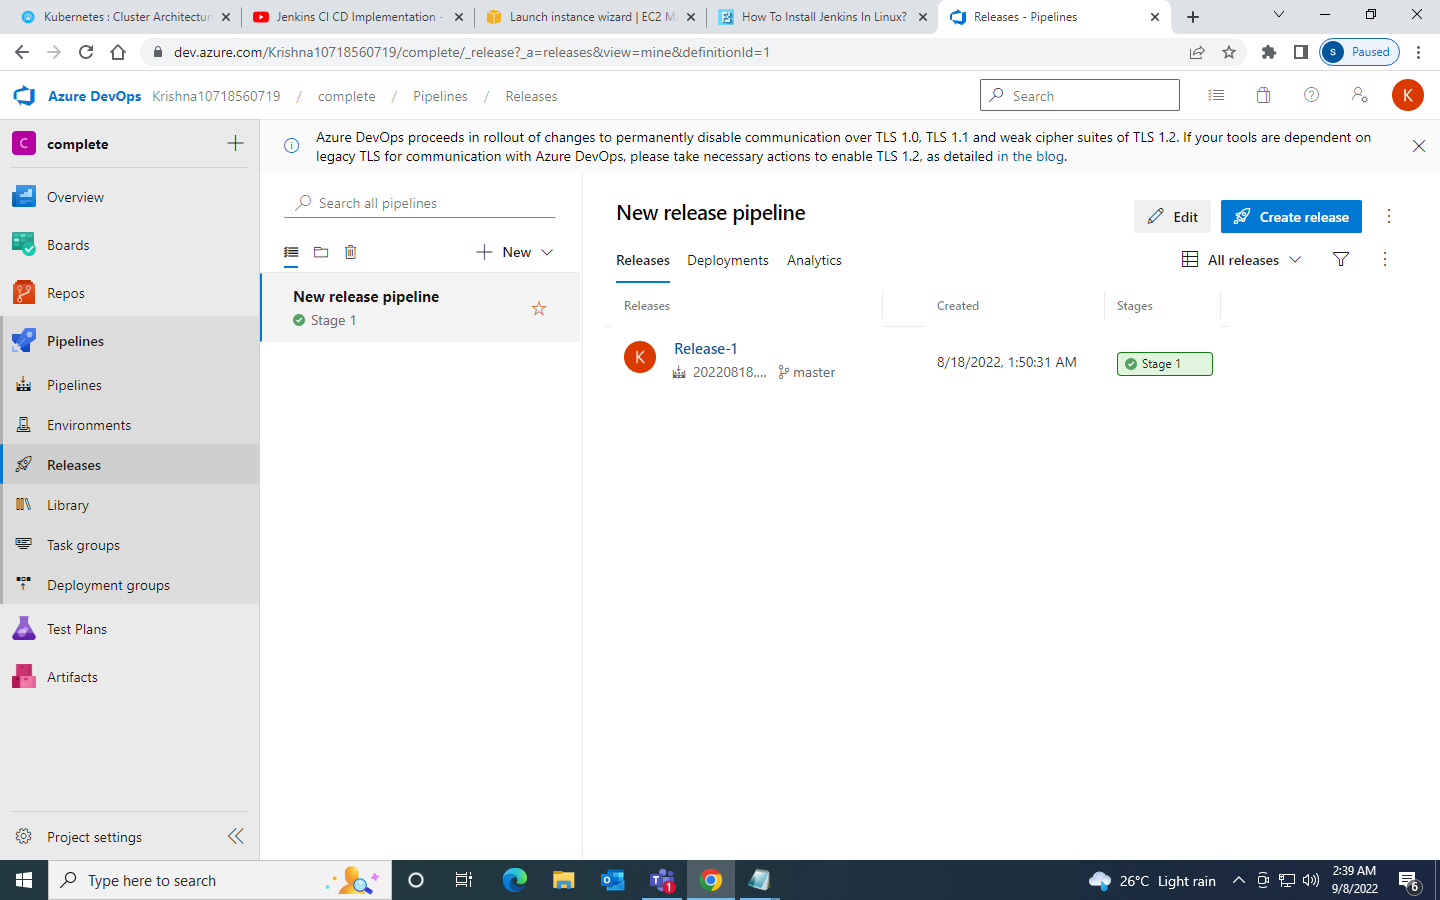 Kubernetes : Cluster Architectur
Jenkins CI CD Implementation -
Launch instance wizard | EC2 M
How To Install Jenkins In Linux?
Releases - Pipelines
dev.azure.com/Krishna10718560719/complete/_release?_a=releases&view=mine&definitionId=1
S Paused
Azure DevOps Krishna10718560719 / complete / Pipelines / Releases
Search
K
C complete
Overview
Boards
Repos
Pipelines
Pipelines
Environments
Releases
Library
Task groups
Deployment groups
Test Plans
Artifacts
Project settings
Azure DevOps proceeds in rollout of changes to permanently disable communication over TLS 1.0, TLS 1.1 and weak cipher suites of TLS 1.2. If your tools are dependent on
legacy TLS for communication with Azure DevOps, please take necessary actions to enable TLS 1.2, as detailed in the blog.
Search all pipelines
New
New release pipeline
Stage 1
New release pipeline
Edit
Create release
Releases Deployments Analytics
All releases
Releases Created Stages
K
Release-1
20220818.... master
8/18/2022, 1:50:31 AM
Stage 1
Type here to search
1
26°C Light rain
2:39 AM
9/8/2022
6